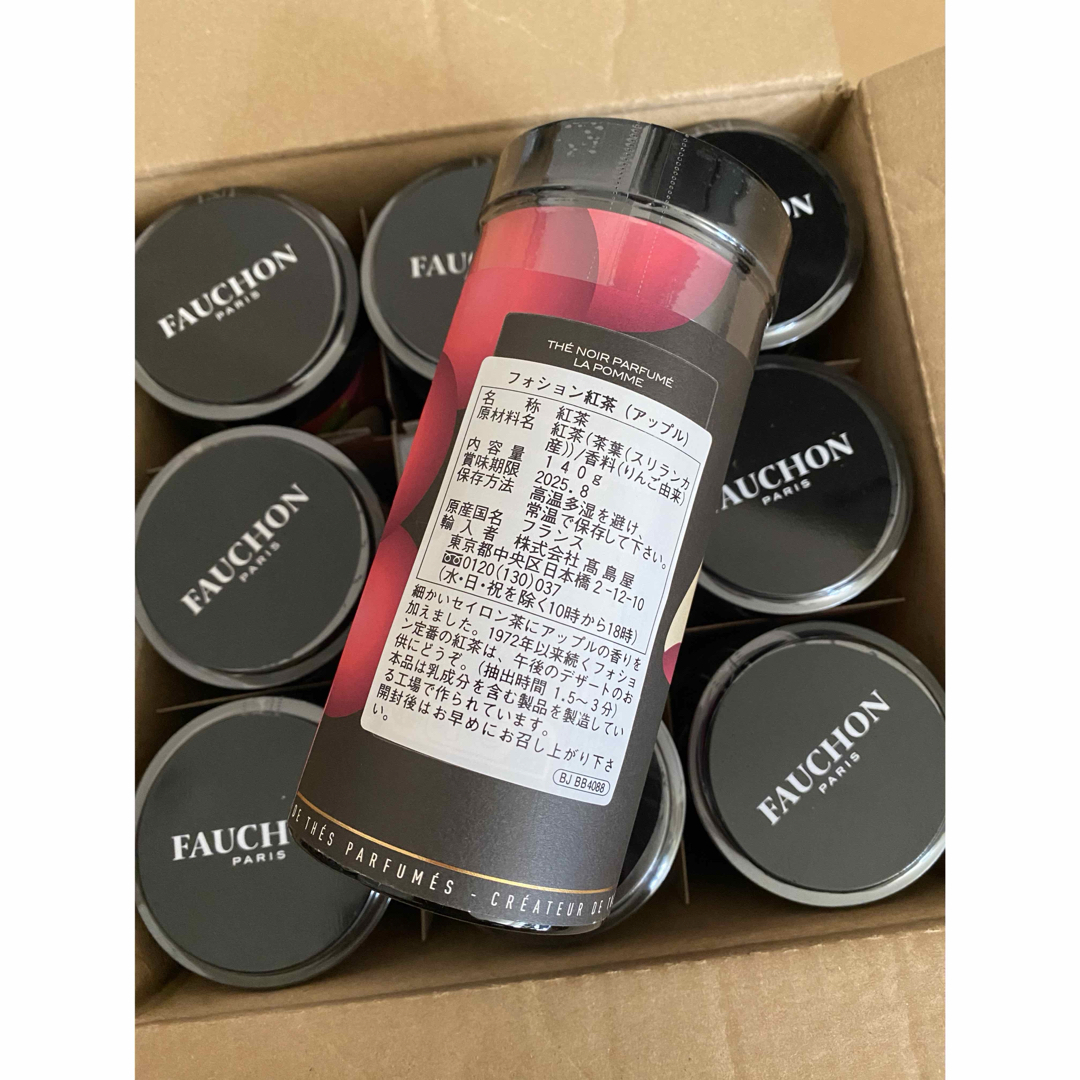 FAUCHON
PARIS
FAU
ON
THÉ NOIR PARFUMÉ
LA POMME
フォション紅茶（アップル）
名 称 紅茶
原材料名 紅茶(茶葉(スリランカ
産))/香料(りんご由来)
内 容 量 140g
賞味期限 2025.8
保存方法 高温多湿を避け、
常温で保存して下さい。
原産国名 フランス
輸 入 者 株式会社 髙島屋
東京都中央区日本橋2-12-10
0120(130)037
(水・日・祝を除く10時から18時)
細かいセイロン茶にアップルの香りを
加えました。1972年以来続くフォショ
ン定番の紅茶は、午後のデザートのお
供にどうぞ。(抽出時間 1.5～3分)
本品は乳成分を含む製品を製造してい
る工場で作られています。
開封後はお早めにお召し上がり下さ
い。
BJ BB4088
DE THÉS PARFUMÉS - CRÉATEUR DE
FAUCHON
PARIS
AUCHON
PARIS
FAUCH
PARIS
FAUCHON
PARIS